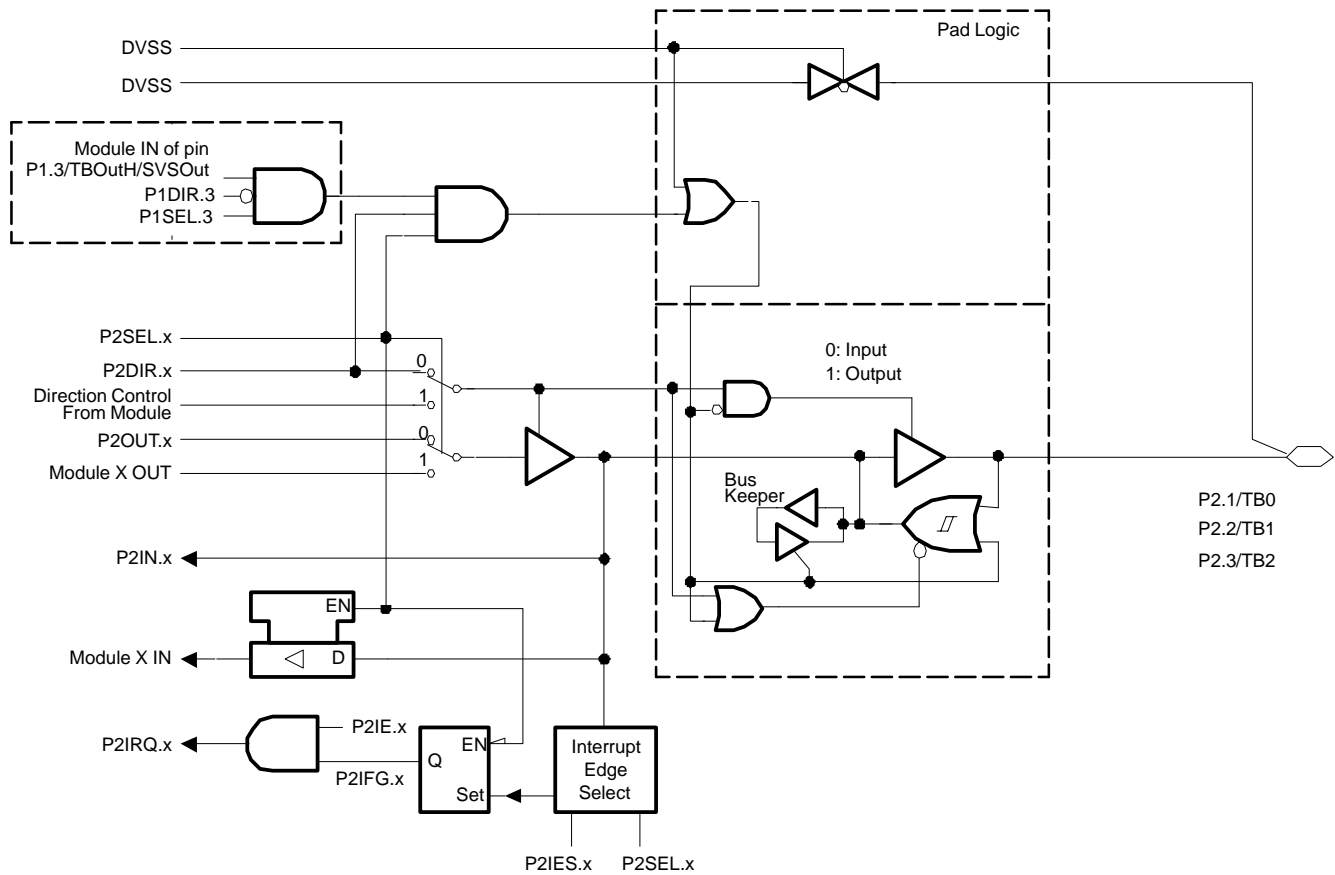 Pad Logic
DVSS
DVSS
Module IN of pin
P1.3/TBOutH/SVSOut
P1DIR.3
P1SEL.3
P2SEL.x
P2DIR.x
0
Direction Control
From Module
1
P2OUT.x
0
Module X OUT
1
0: Input
1: Output
Bus
Keeper
P2.1/TB0
P2.2/TB1
P2.3/TB2
P2IN.x
EN
Module X IN
D
P2IRQ.x
P2IE.x
P2IFG.x
EN
Q
Set
Interrupt
Edge
Select
P2IES.x
P2SEL.x